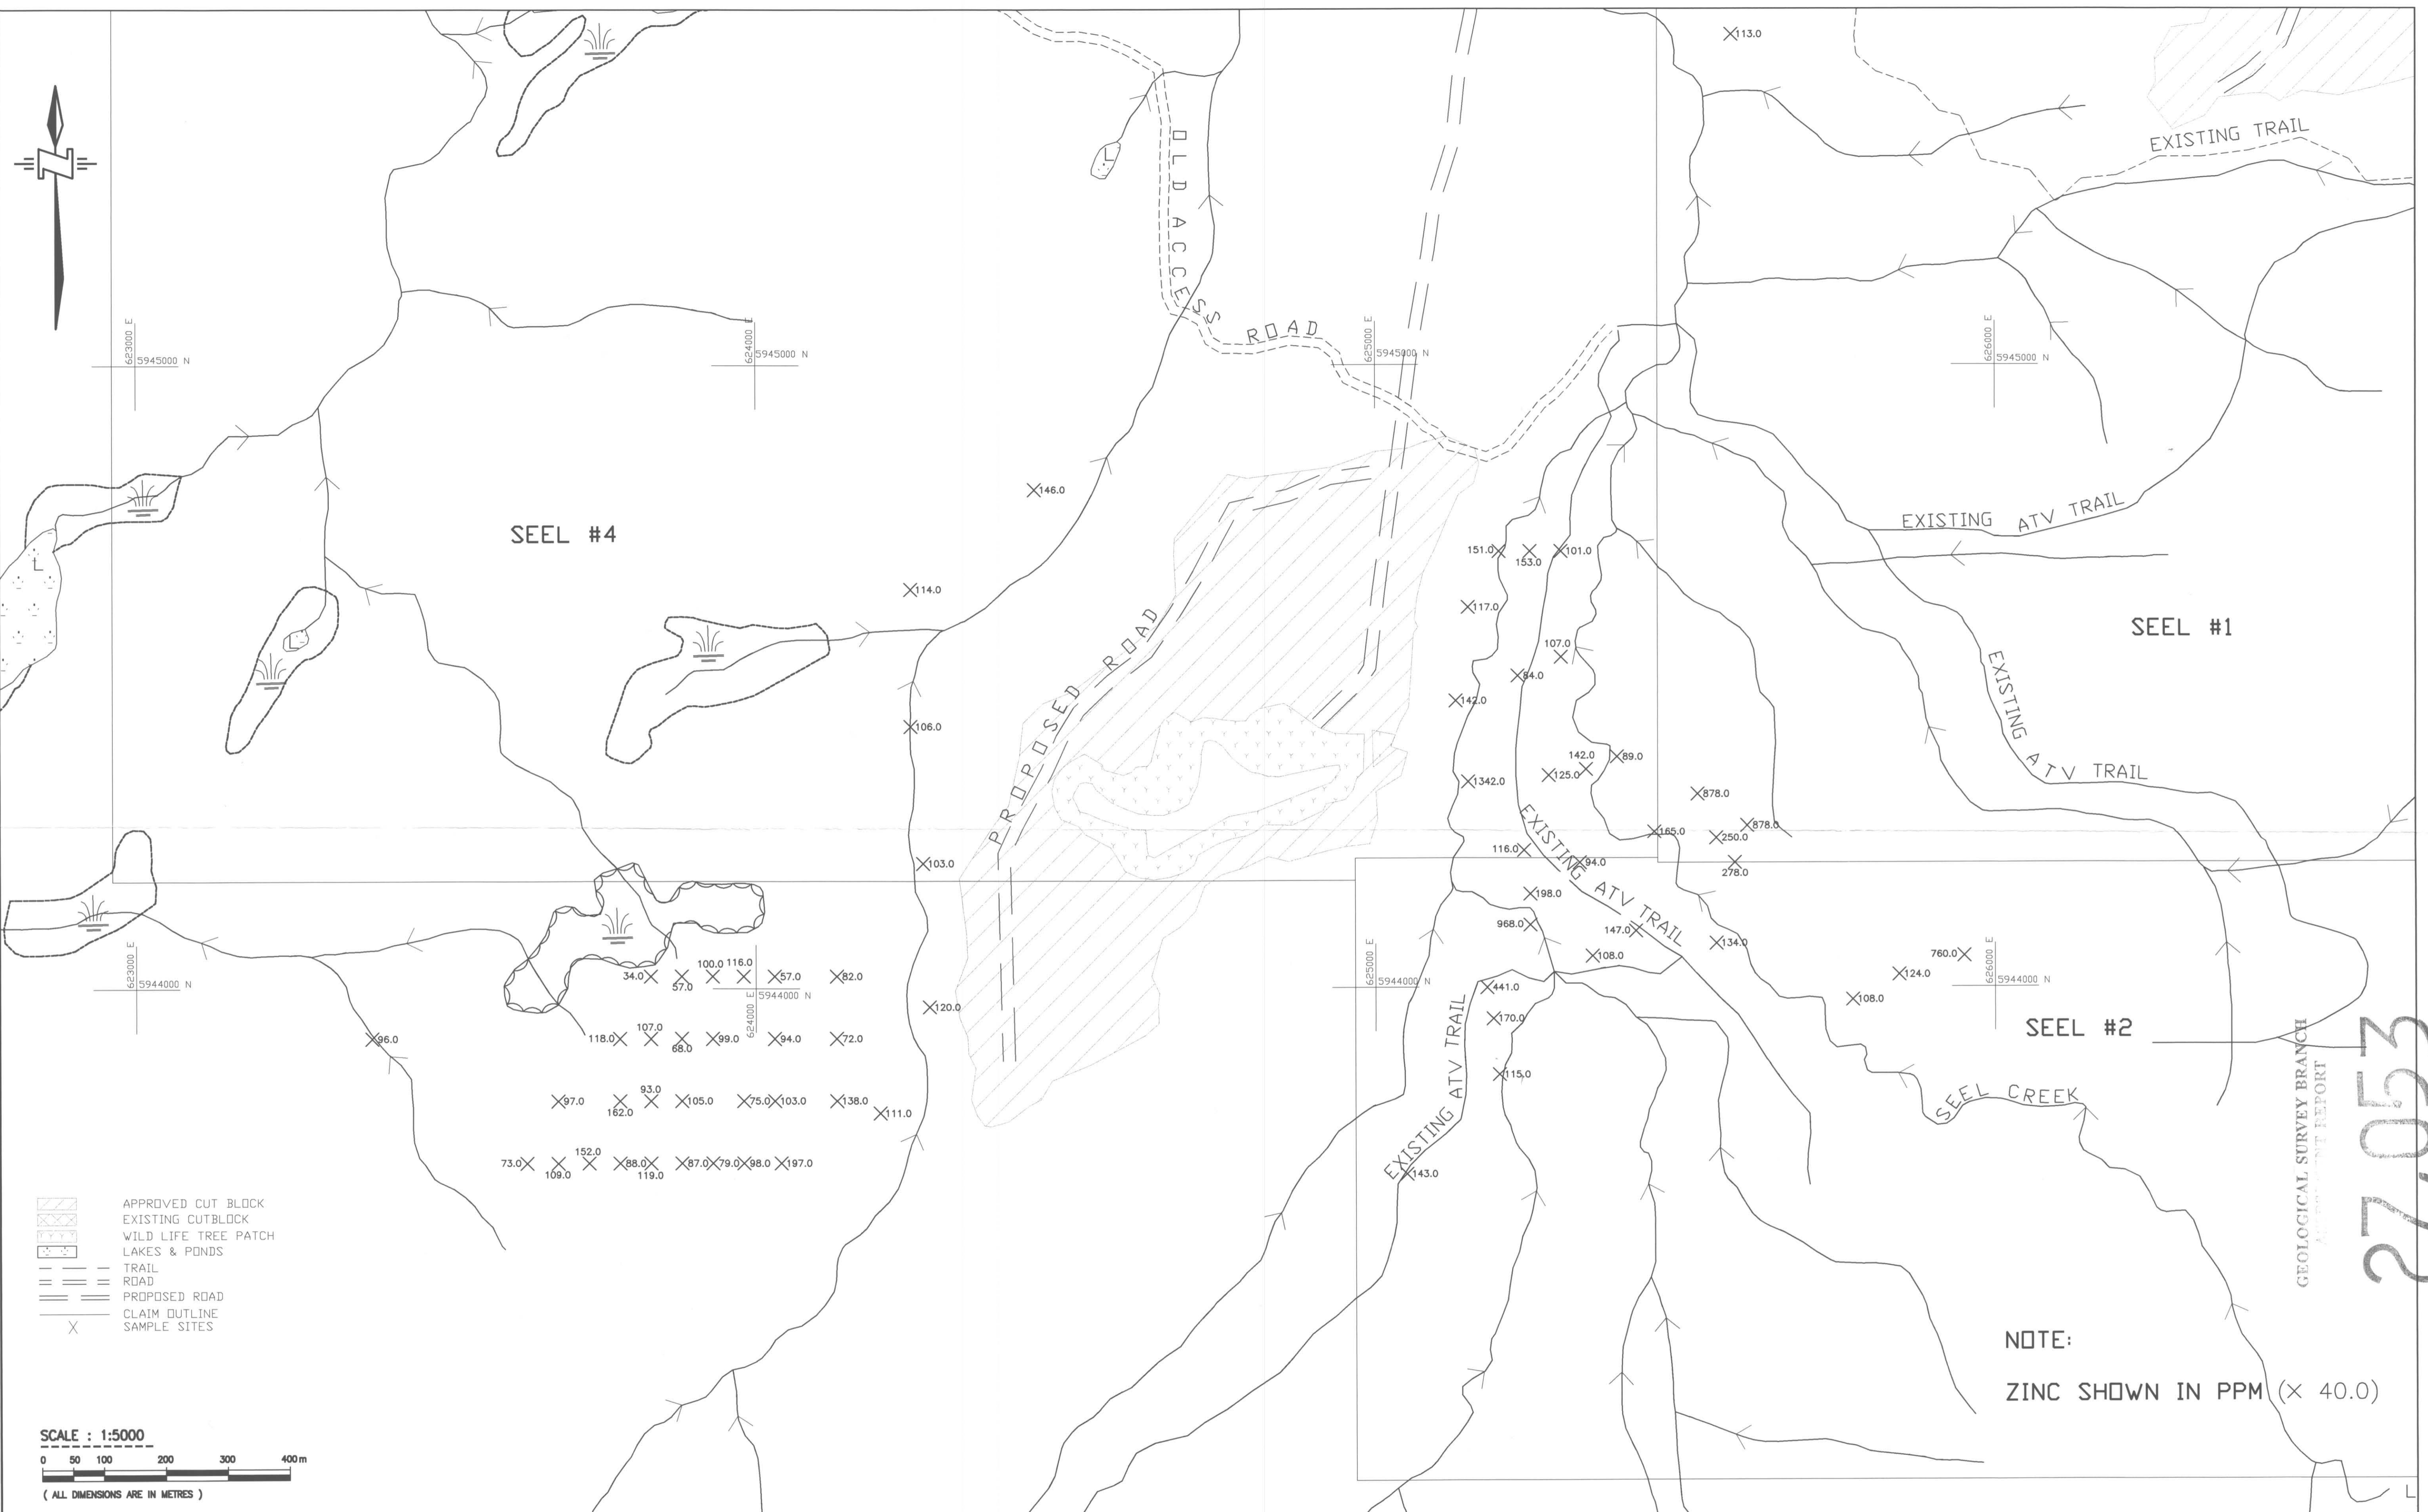 113.0
EXISTING TRAIL
OLD ACCESS ROAD
N
L
623000 E
5945000 N
624000 E
5945000 N
625000 E
5945000 N
626000 E
5945000 N
146.0
SEEL #4
EXISTING ATV TRAIL
151.0
153.0
101.0
L
114.0
117.0
SEEL #1
L
107.0
84.0
142.0
PROPOSED ROAD
EXISTING ATV TRAIL
106.0
142.0
89.0
125.0
1342.0
878.0
165.0
250.0
878.0
EXISTING ATV TRAIL
116.0
94.0
103.0
278.0
198.0
968.0
147.0
134.0
760.0
108.0
124.0
623000 E
5944000 N
624000 E
5944000 N
625000 E
5944000 N
626000 E
5944000 N
34.0
57.0
100.0
116.0
57.0
82.0
441.0
108.0
120.0
170.0
SEEL #2
96.0
118.0
107.0
68.0
99.0
94.0
72.0
115.0
EXISTING ATV TRAIL
SEEL CREEK
97.0
162.0
93.0
105.0
75.0
103.0
138.0
111.0
73.0
109.0
152.0
88.0
119.0
87.0
79.0
98.0
197.0
143.0
GEOLOGICAL SURVEY BRANCH
ASSESSMENT REPORT
27,053
APPROVED CUT BLOCK
EXISTING CUTBLOCK
WILD LIFE TREE PATCH
LAKES & PONDS
TRAIL
ROAD
PROPOSED ROAD
CLAIM OUTLINE
X SAMPLE SITES
NOTE:
ZINC SHOWN IN PPM (X 40.0)
SCALE : 1:5000
0 50 100 200 300 400 m
( ALL DIMENSIONS ARE IN METRES )
L